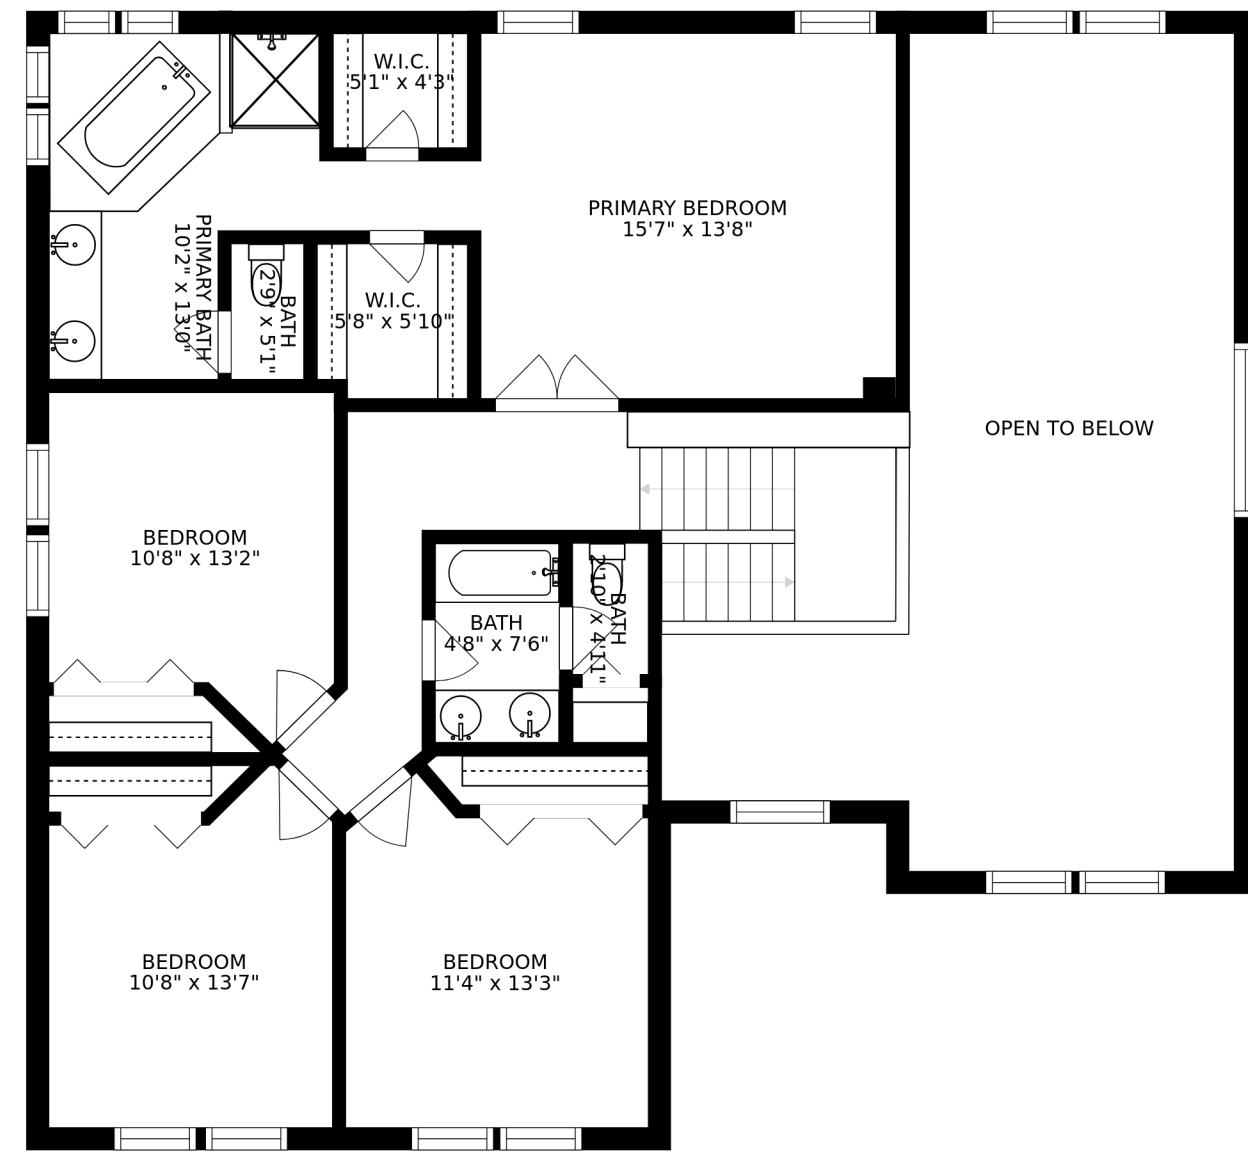 W.I.C.
5'1" x 4'3"
PRIMARY BEDROOM
15'7" x 13'8"
PRIMARY BATH
10'2" x 13'0"
BATH
2'9" x 5'1"
W.I.C.
5'8" x 5'10"
OPEN TO BELOW
BEDROOM
10'8" x 13'2"
BATH
4'8" x 7'6"
BATH
2'10" x 4'11"
BEDROOM
10'8" x 13'7"
BEDROOM
11'4" x 13'3"